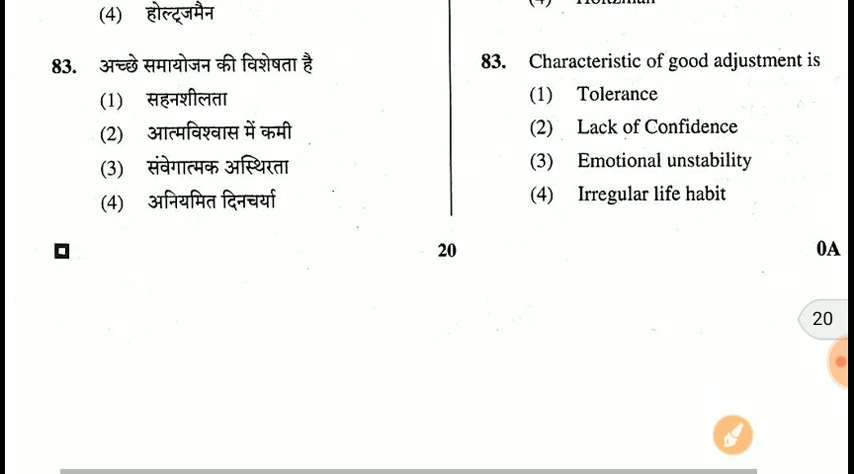 (4) होल्ट्ज़मैन
83. अच्छे समायोजन की विशेषता है
(1) सहनशीलता
(2) आत्मविश्वास में कमी
(3) संवेगात्मक अस्थिरता
(4) अनियमित दिनचर्या
83. Characteristic of good adjustment is
(1) Tolerance
(2) Lack of Confidence
(3) Emotional unstability
(4) Irregular life habit
20
0A
20